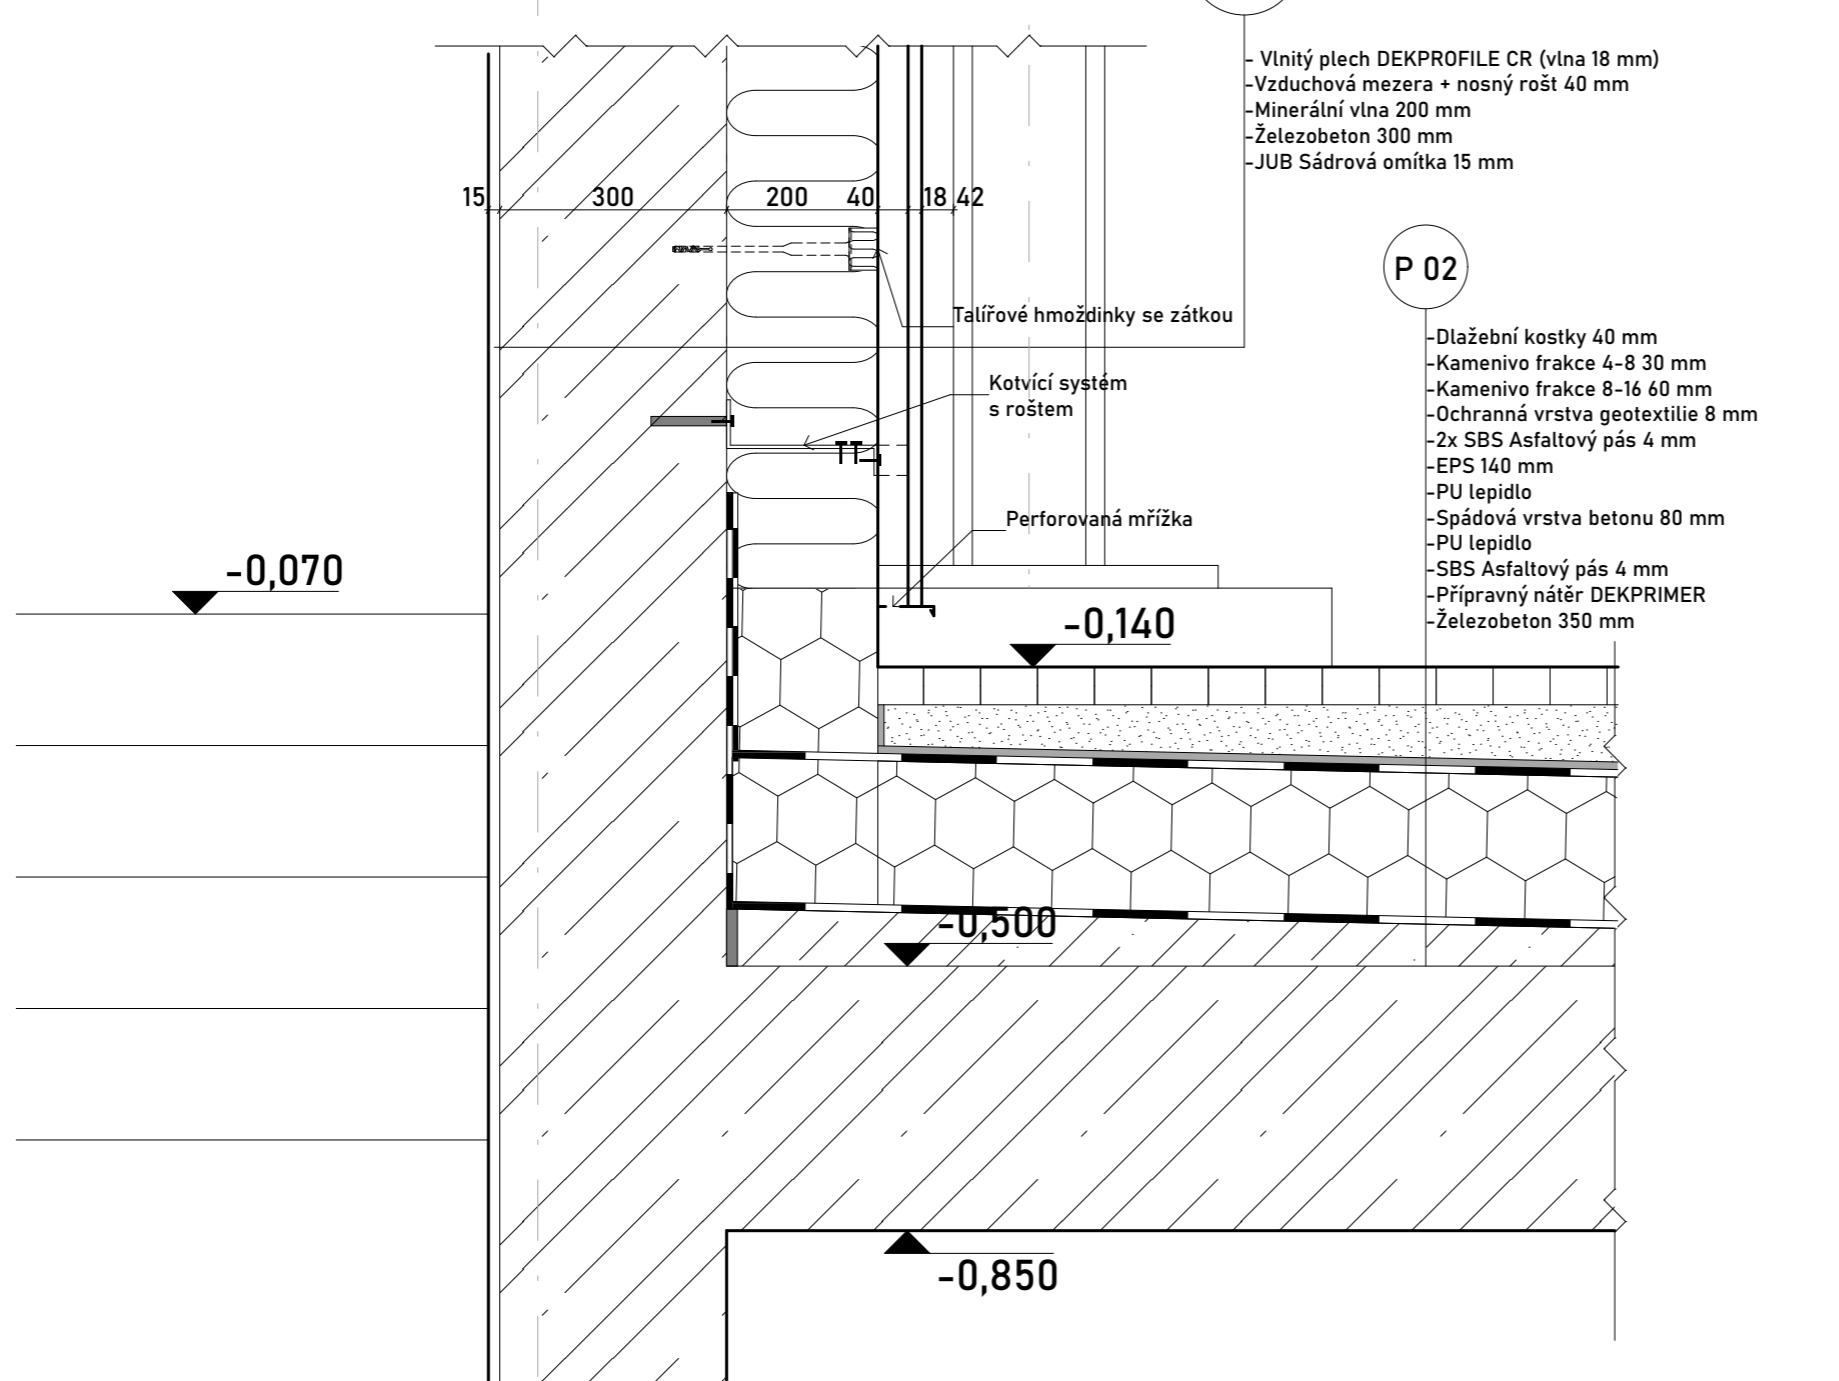 - Vlnitý plech DEKPROFILE CR (vlna 18 mm)
-Vzduchová mezera + nosný rošt 40 mm
-Minerální vlna 200 mm
-Železobeton 300 mm
-JUB Sádrová omítka 15 mm
15 300 200 40 18 42
P 02
Talířové hmoždinky se zátkou
-Dlažební kostky 40 mm
-Kamenivo frakce 4-8 30 mm
-Kamenivo frakce 8-16 60 mm
-Ochranná vrstva geotextilie 8 mm
-2x SBS Asfaltový pás 4 mm
-EPS 140 mm
-PU lepidlo
-Spádová vrstva betonu 80 mm
-PU lepidlo
-SBS Asfaltový pás 4 mm
-Přípravný nátěr DEKPRIMER
-Železobeton 350 mm
Kotvící systém
s roštem
Perforovaná mřížka
-0,070
-0,140
-0,500
-0,850